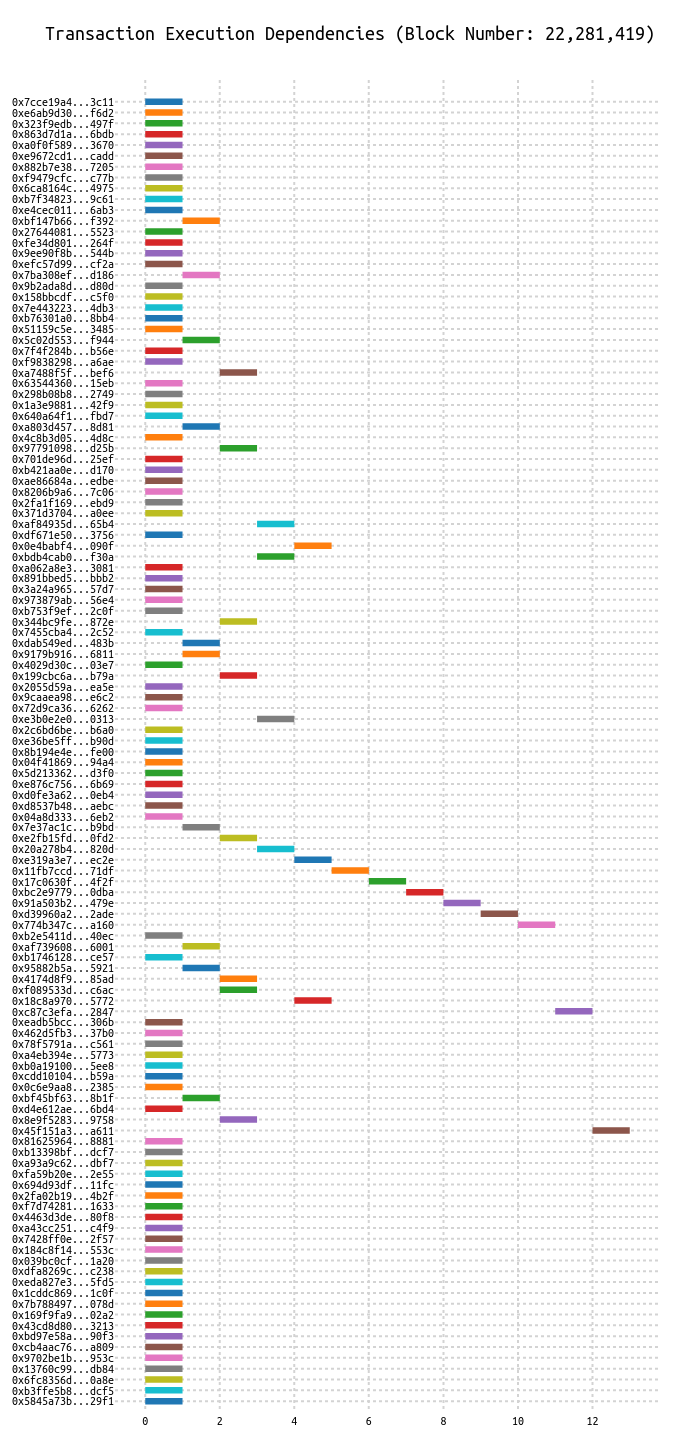 Transaction Execution Dependencies (Block Number: 22,281,419)
0x7cce19a4...3c11
0xe6ab9d30...f6d2
0x323f9edb...497f
0x863d7d1a...6bdb
0xa0f0f589...3670
0xe9672cd1...cadd
0x882b7e38...7205
0xf9479cfc...c77b
0x6ca8164c...4975
0xb7f34823...9c61
0xe4cec011...6ab3
0xbf147b66...f392
0x27644081...5523
0xfe34d801...264f
0x9ee90f8b...544b
0xefc57d99...cf2a
0x7ba308ef...d186
0x9b2ada8d...d80d
0x158bbcdf...c5f0
0x7e443223...4db3
0xb76301a0...8bb4
0x51159c5e...3485
0x5c02d553...f944
0x7f4f284b...b56e
0xf9838298...a6ae
0xa7488f5f...bef6
0x63544360...15eb
0x298b08b8...2749
0x1a3e9881...42f9
0x640a64f1...fbd7
0xa803d457...8d81
0x4c8b3d05...4d8c
0x97791098...d25b
0x701de96d...25ef
0xb421aa0e...d170
0xae86684a...edbe
0x8206b9a6...7c06
0x2fa1f169...ebd9
0x371d3704...a0ee
0xaf84935d...65b4
0xdf671e50...3756
0x0e4babf4...090f
0xbdb4cab0...f30a
0xa062a8e3...3081
0x891bbed5...bbb2
0x3a24a965...57d7
0x973879ab...56e4
0xb753f9ef...2c0f
0x344bc9fe...872e
0x7455cba4...2c52
0xdab549ed...483b
0x9179b916...6811
0x4029d30c...03e7
0x199cbc6a...b79a
0x2055d59a...ea5e
0x9caaea98...e6c2
0x72d9ca36...6262
0xe3b0e2e0...0313
0x2c6bd6be...b6a0
0xe36be5ff...b90d
0x8b194e4e...fe00
0x04f41869...94a4
0x5d213362...d3f0
0xe876c756...6b69
0xd0fe3a62...0eb4
0xd8537b48...aebc
0x04a8d333...6eb2
0x7e37ac1c...b9bd
0xe2fb15fd...0fd2
0x20a278b4...820d
0xe319a3e7...ec2e
0x11fb7ccd...71df
0x17c0630f...4f2f
0xbc2e9779...0dba
0x91a503b2...479e
0xd39960a2...2ade
0x774b347c...a160
0xb2e5411d...40ec
0xaf739608...6001
0xb1746128...ce57
0x95882b5a...5921
0x4174d8f9...85ad
0xf089533d...c6ac
0x18c8a970...5772
0xc87c3efa...2847
0xeadb5bcc...306b
0x462d5fb3...37b0
0x78f5791a...c561
0xa4eb394e...5773
0xb0a19100...5ee8
0xcdd10104...b59a
0x0c6e9aa8...2385
0xbf45bf63...8b1f
0xd4e612ae...6bd4
0x8e9f5283...9758
0x45f151a3...a611
0x81625964...8881
0xb13398bf...dcf7
0xa93a9c62...dbf7
0xfa59b20e...2e55
0x694d93df...11fc
0x2fa02b19...4b2f
0xf7d74281...1633
0x4463d3de...80f8
0xa43cc251...c4f9
0x7428ff0e...2f57
0x184c8f14...553c
0x039bc0cf...1a20
0xdfa8269c...c238
0xeda827e3...5fd5
0x1cddc869...1c0f
0x7b788497...078d
0x169f9fa9...02a2
0x43cd8d80...3213
0xbd97e58a...90f3
0xcb4aac76...a809
0x9702be1b...953c
0x13760c99...db84
0x6fc8356d...0a8e
0xb3ffe5b8...dcf5
0x5845a73b...29f1
0 2 4 6 8 10 12